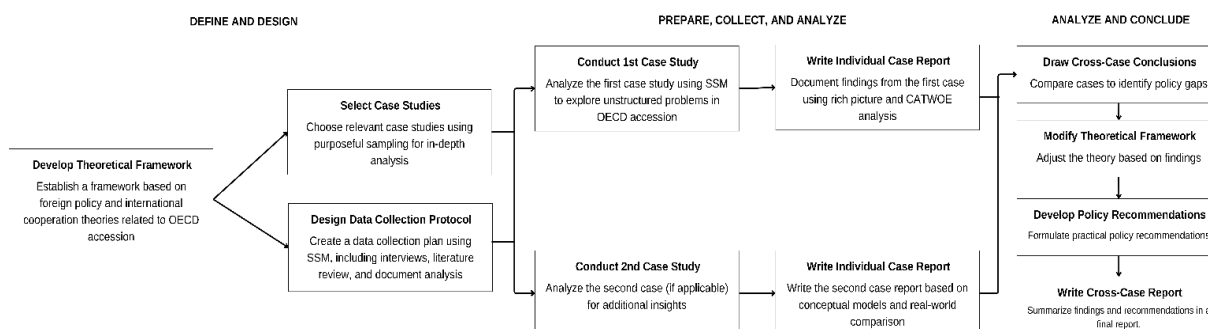 DEFINE AND DESIGN
PREPARE, COLLECT, AND ANALYZE
ANALYZE AND CONCLUDE
Develop Theoretical Framework
Establish a framework based on
foreign policy and international
cooperation theories related to OECD
accession
Select Case Studies
Choose relevant case studies using
purposeful sampling for in-depth
analysis
Design Data Collection Protocol
Create a data collection plan using
SSM, including interviews, literature
review, and document analysis
Conduct 1st Case Study
Analyze the first case study using SSM
to explore unstructured problems in
OECD accession
Write Individual Case Report
Document findings from the first case
using rich picture and CATWOE
analysis
Conduct 2nd Case Study
Analyze the second case (if applicable)
for additional insights
Write Individual Case Report
Write the second case report based on
conceptual models and real-world
comparison
Draw Cross-Case Conclusions
Compare cases to identify policy gaps
Modify Theoretical Framework
Adjust the theory based on findings
Develop Policy Recommendations
Formulate practical policy recommendations
Write Cross-Case Report
Summarize findings and recommendations in a
final report.